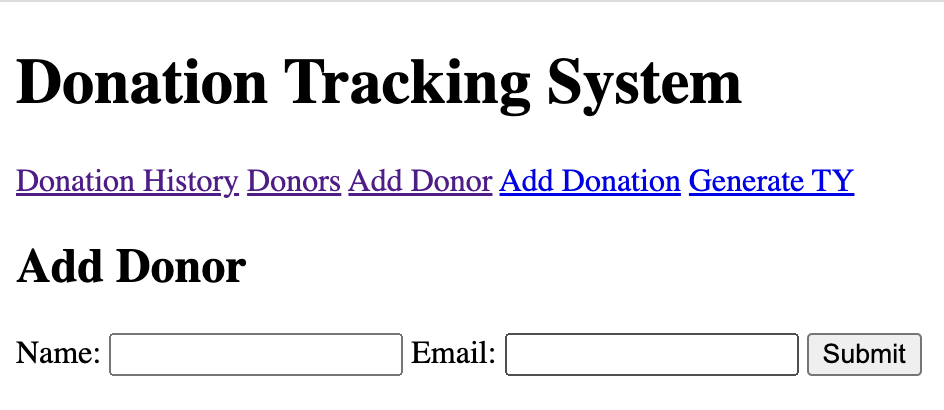 Donation Tracking System
Donation History Donors Add Donor Add Donation Generate TY
Add Donor
Name: Email: Submit